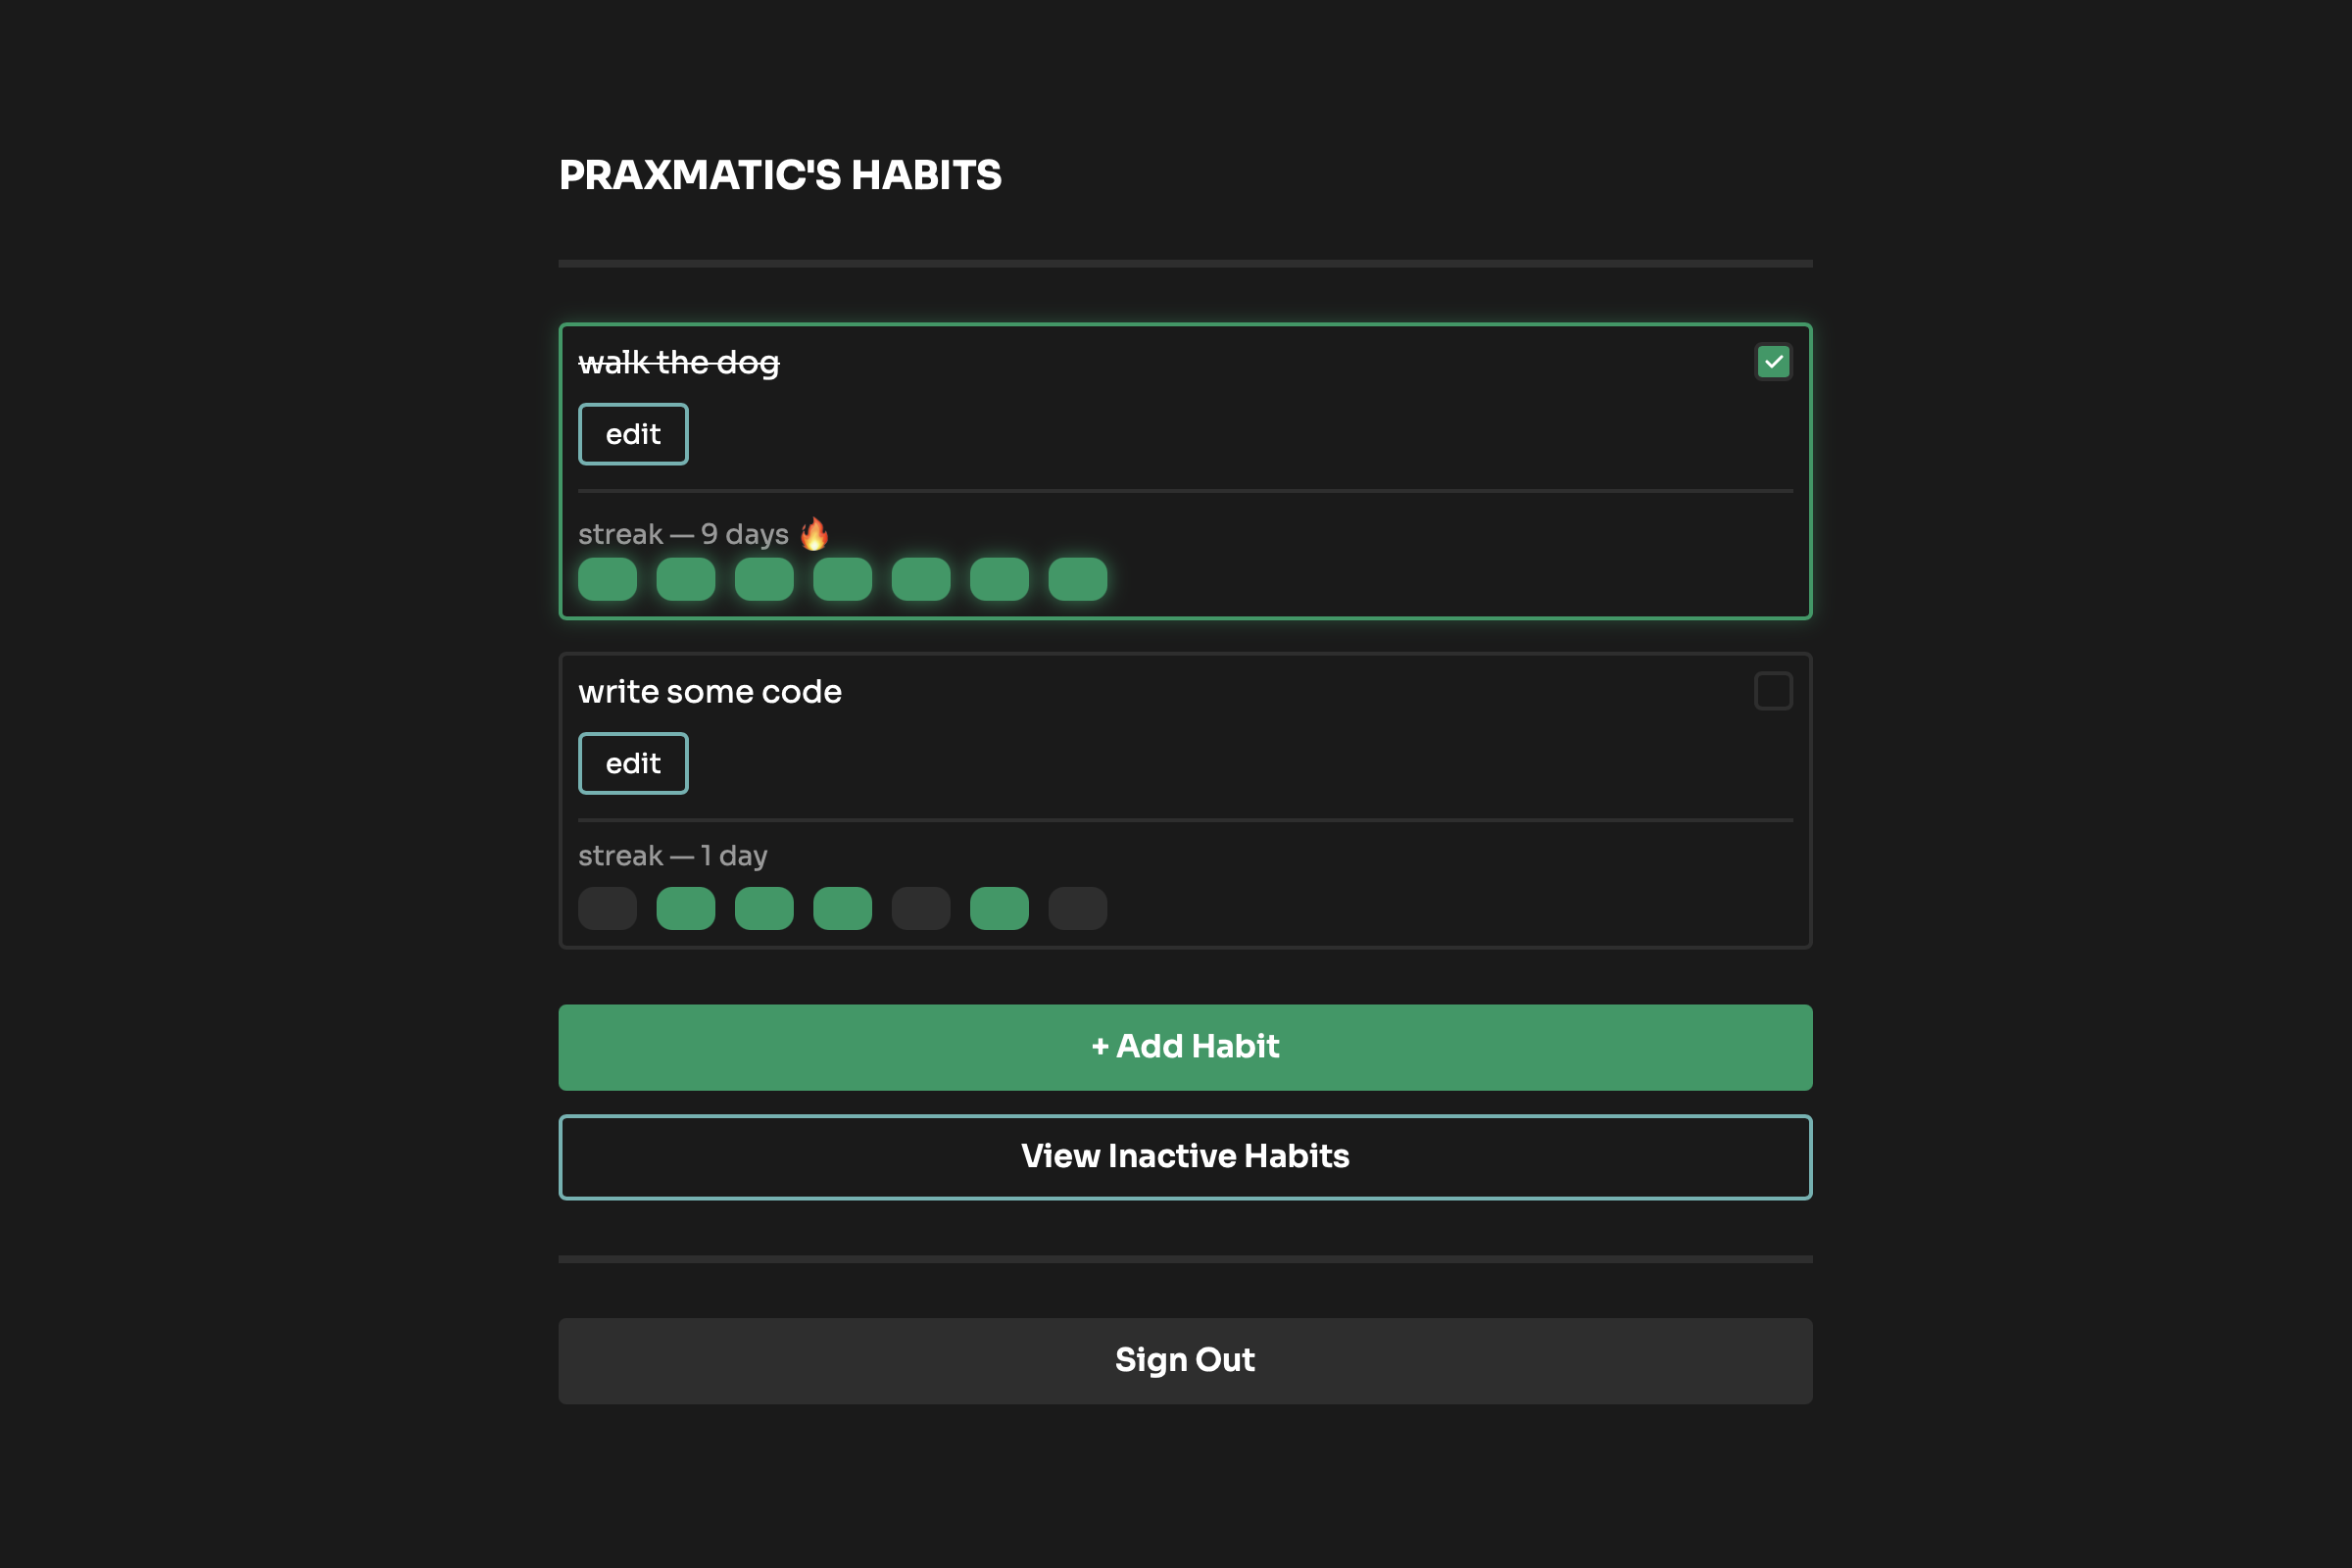 PRAXMATIC'S HABITS
walk the dog
edit
streak — 9 days 🔥
write some code
edit
streak — 1 day
+ Add Habit
View Inactive Habits
Sign Out